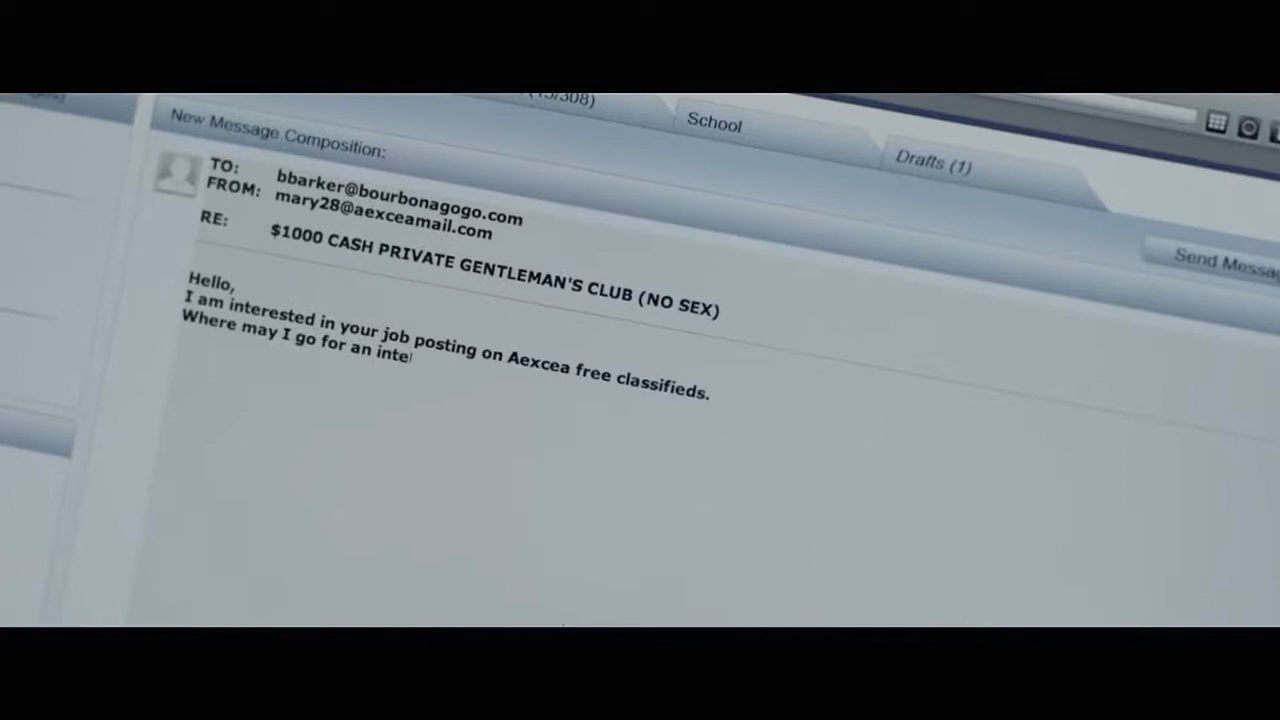 (15/308)
School
Drafts (1)
New Message Composition:
Send Messa
TO: bbarker@bourbonagogo.com
FROM: mary28@aexceamail.com
RE: $1000 CASH PRIVATE GENTLEMAN'S CLUB (NO SEX)
Hello,
I am interested in your job posting on Aexcea free classifieds.
Where may I go for an inte